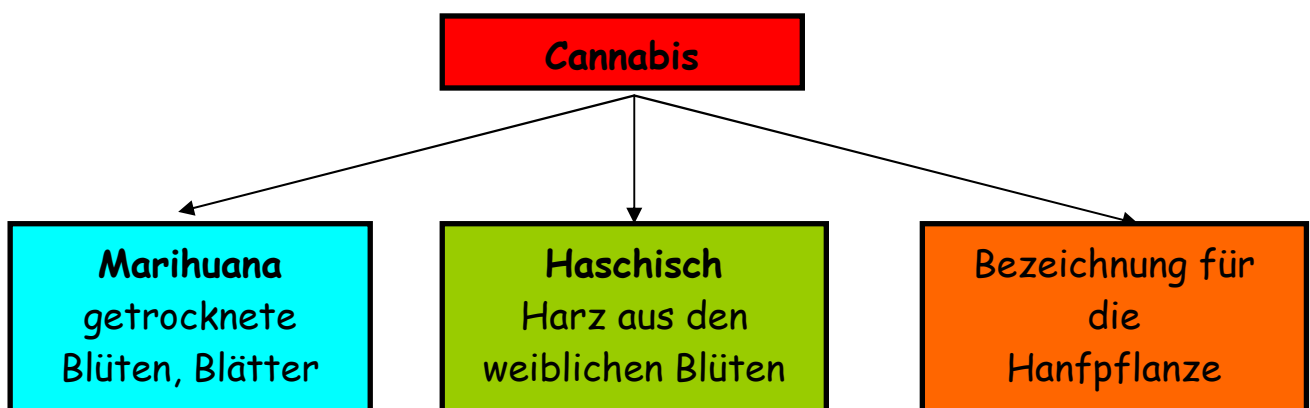 Cannabis
Marihuana
getrocknete
Blüten, Blätter
Haschisch
Harz aus den
weiblichen Blüten
Bezeichnung für
die
Hanfpflanze